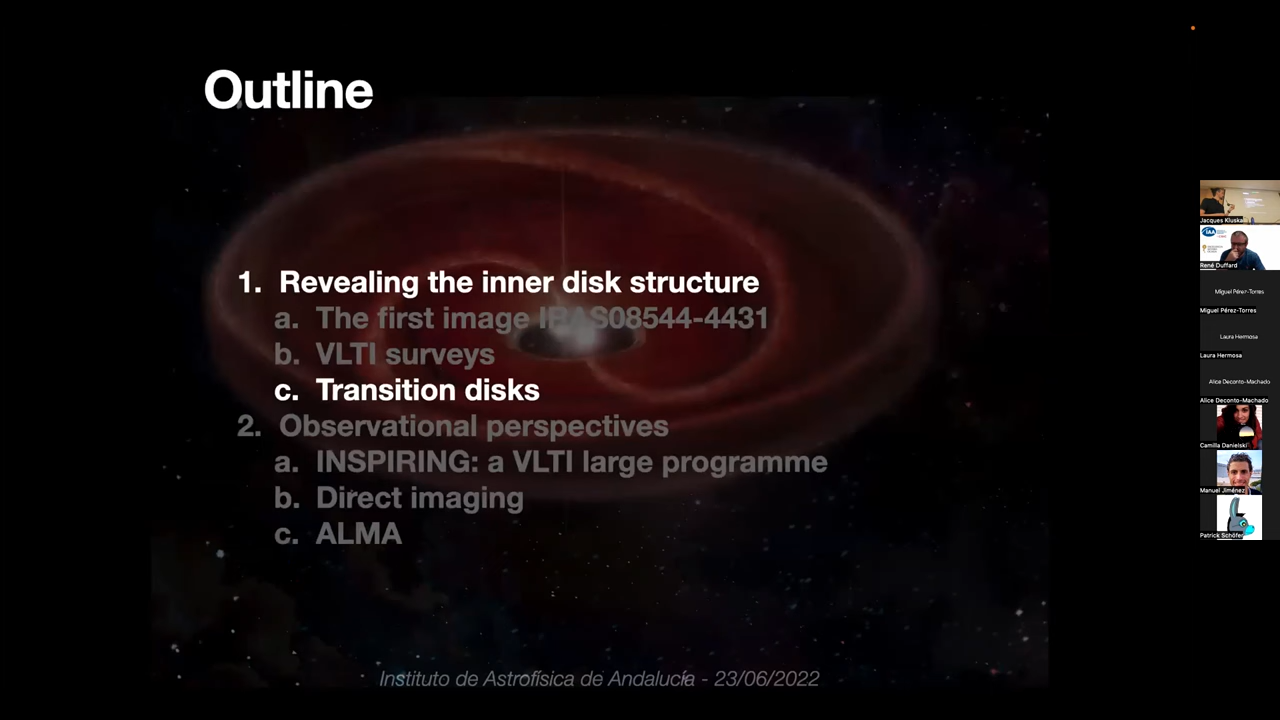 Outline
1. Revealing the inner disk structure
a. The first image IRAS08544-4431
b. VLTI surveys
c. Transition disks
2. Observational perspectives
a. INSPIRING: a VLTI large programme
b. Direct imaging
c. ALMA
Instituto de Astrofísica de Andalucía - 23/06/2022
Jacques Kluska
IAA
René Duffard
Miguel Pérez-Torres
Miguel Pérez-Torres
Laura Hermosa
Laura Hermosa
Alice Deconto-Machado
Alice Deconto-Machado
Camilla Danielski
Manuel Jiménez
Patrick Schöfer